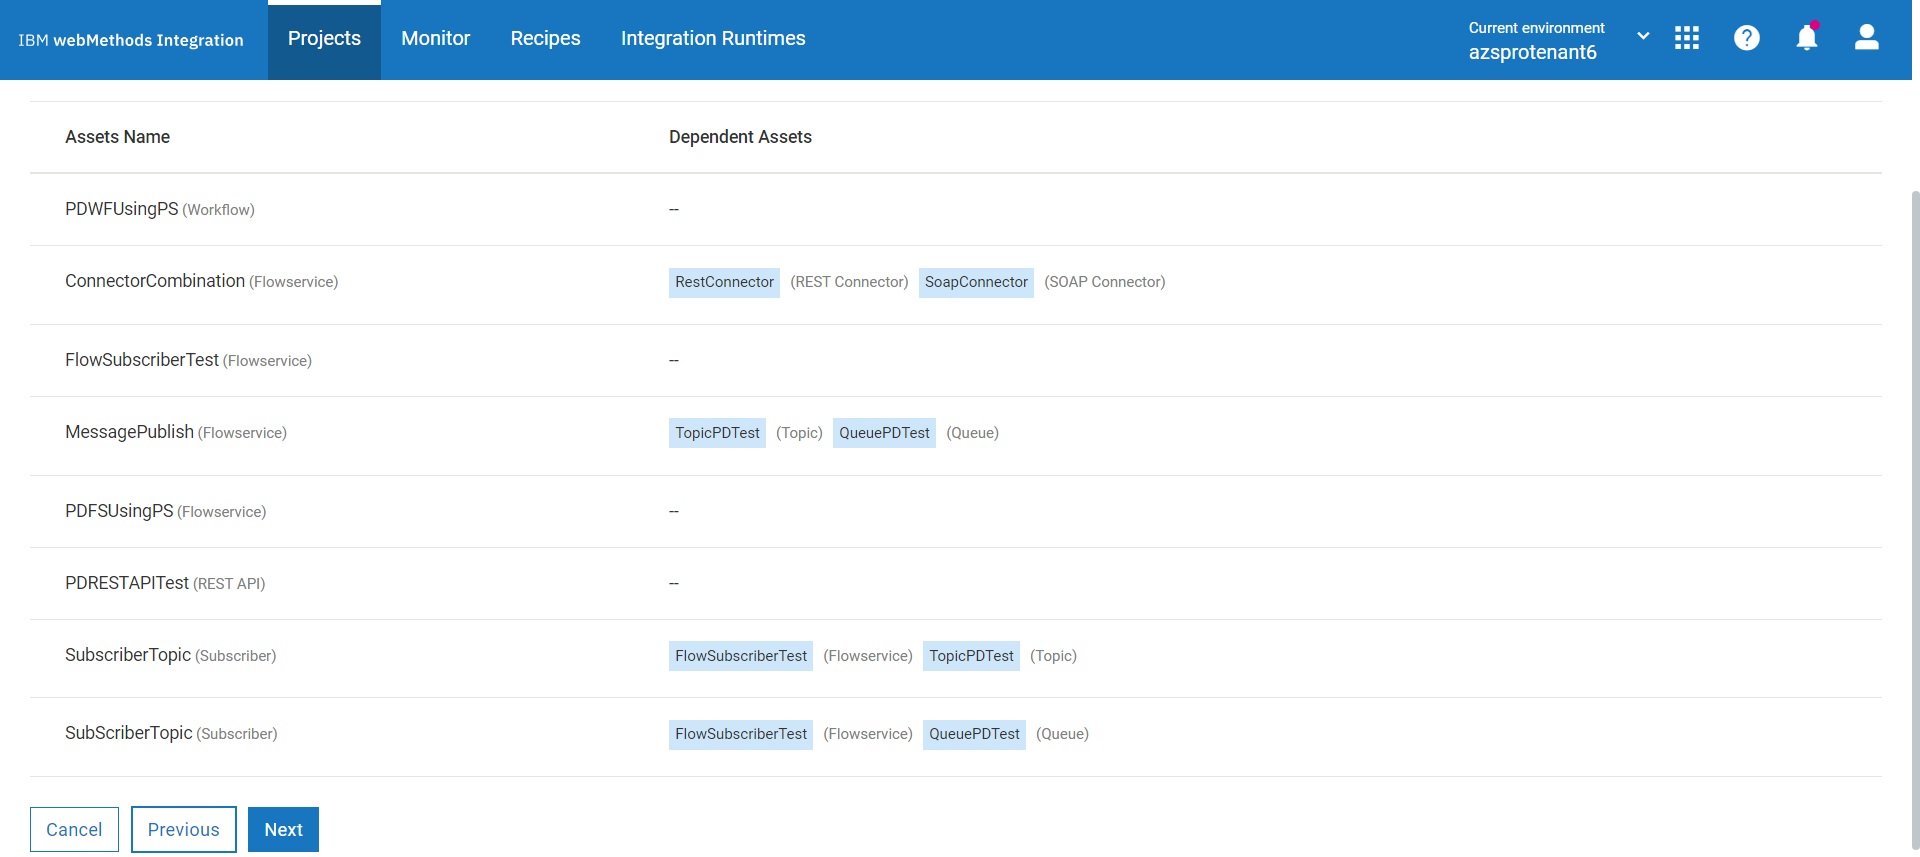 IBM webMethods Integration
Projects
Monitor
Recipes
Integration Runtimes
Current environment
azsprotenant6
?
Assets Name Dependent Assets
PDWFUsingPS (Workflow) --
ConnectorCombination (Flowservice) RestConnector (REST Connector) SoapConnector (SOAP Connector)
FlowSubscriberTest (Flowservice) --
MessagePublish (Flowservice) TopicPDTest (Topic) QueuePDTest (Queue)
PDFSUsingPS (Flowservice) --
PDRESTAPITest (REST API) --
SubscriberTopic (Subscriber) FlowSubscriberTest (Flowservice) TopicPDTest (Topic)
SubScriberTopic (Subscriber) FlowSubscriberTest (Flowservice) QueuePDTest (Queue)
Cancel Previous Next